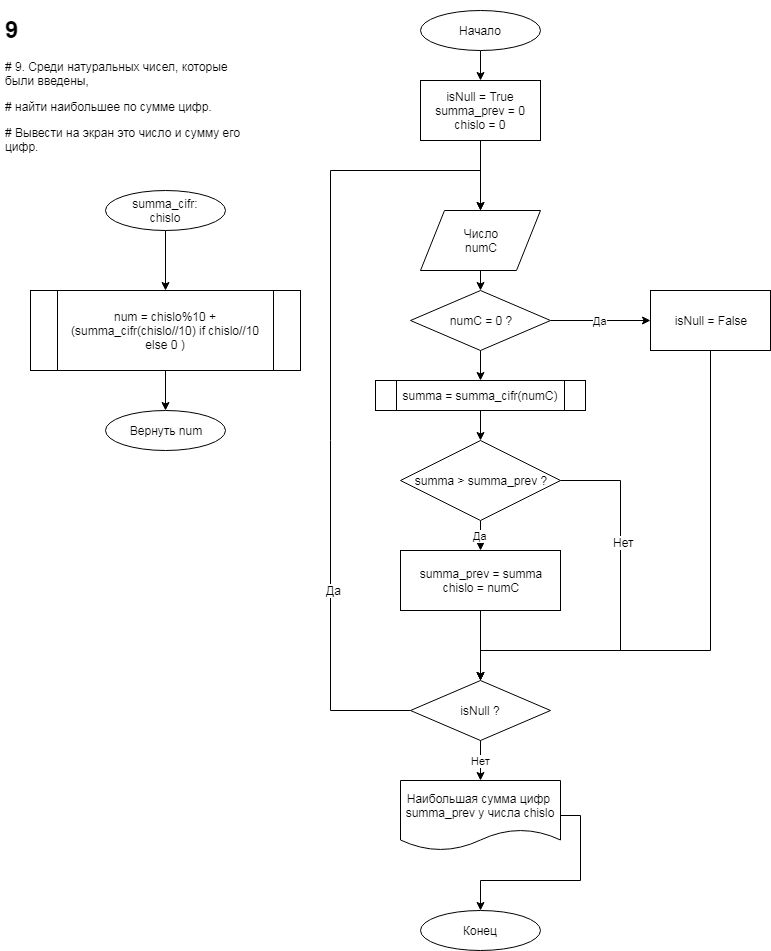 9
# 9. Среди натуральных чисел, которые
были введены,
# найти наибольшее по сумме цифр.
# Вывести на экран это число и сумму его
цифр.
summa_cifr:
chislo
num = chislo%10 +
(summa_cifr(chislo//10) if chislo//10
else 0 )
Вернуть num
Начало
isNull = True
summa_prev = 0
chislo = 0
Число
numC
numC = 0 ?
Да
isNull = False
summa = summa_cifr(numC)
summa > summa_prev ?
Да
Нет
summa_prev = summa
chislo = numC
Да
isNull ?
Нет
Наибольшая сумма цифр
summa_prev у числа chislo
Конец